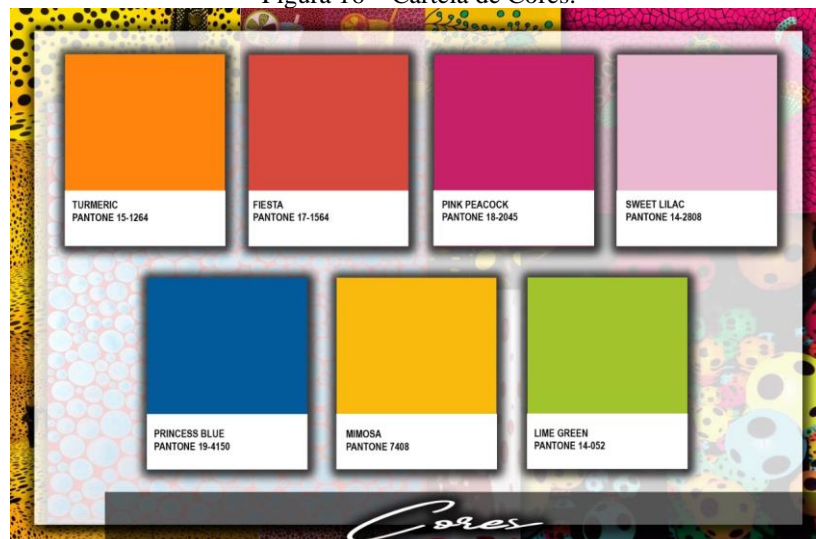 Figura 16 – Cartela de Cores.
TURMERIC
PANTONE 15-1264
FIESTA
PANTONE 17-1564
PINK PEACOCK
PANTONE 18-2045
SWEET LILAC
PANTONE 14-2808
PRINCESS BLUE
PANTONE 19-4150
MIMOSA
PANTONE 7408
LIME GREEN
PANTONE 14-052
Cores